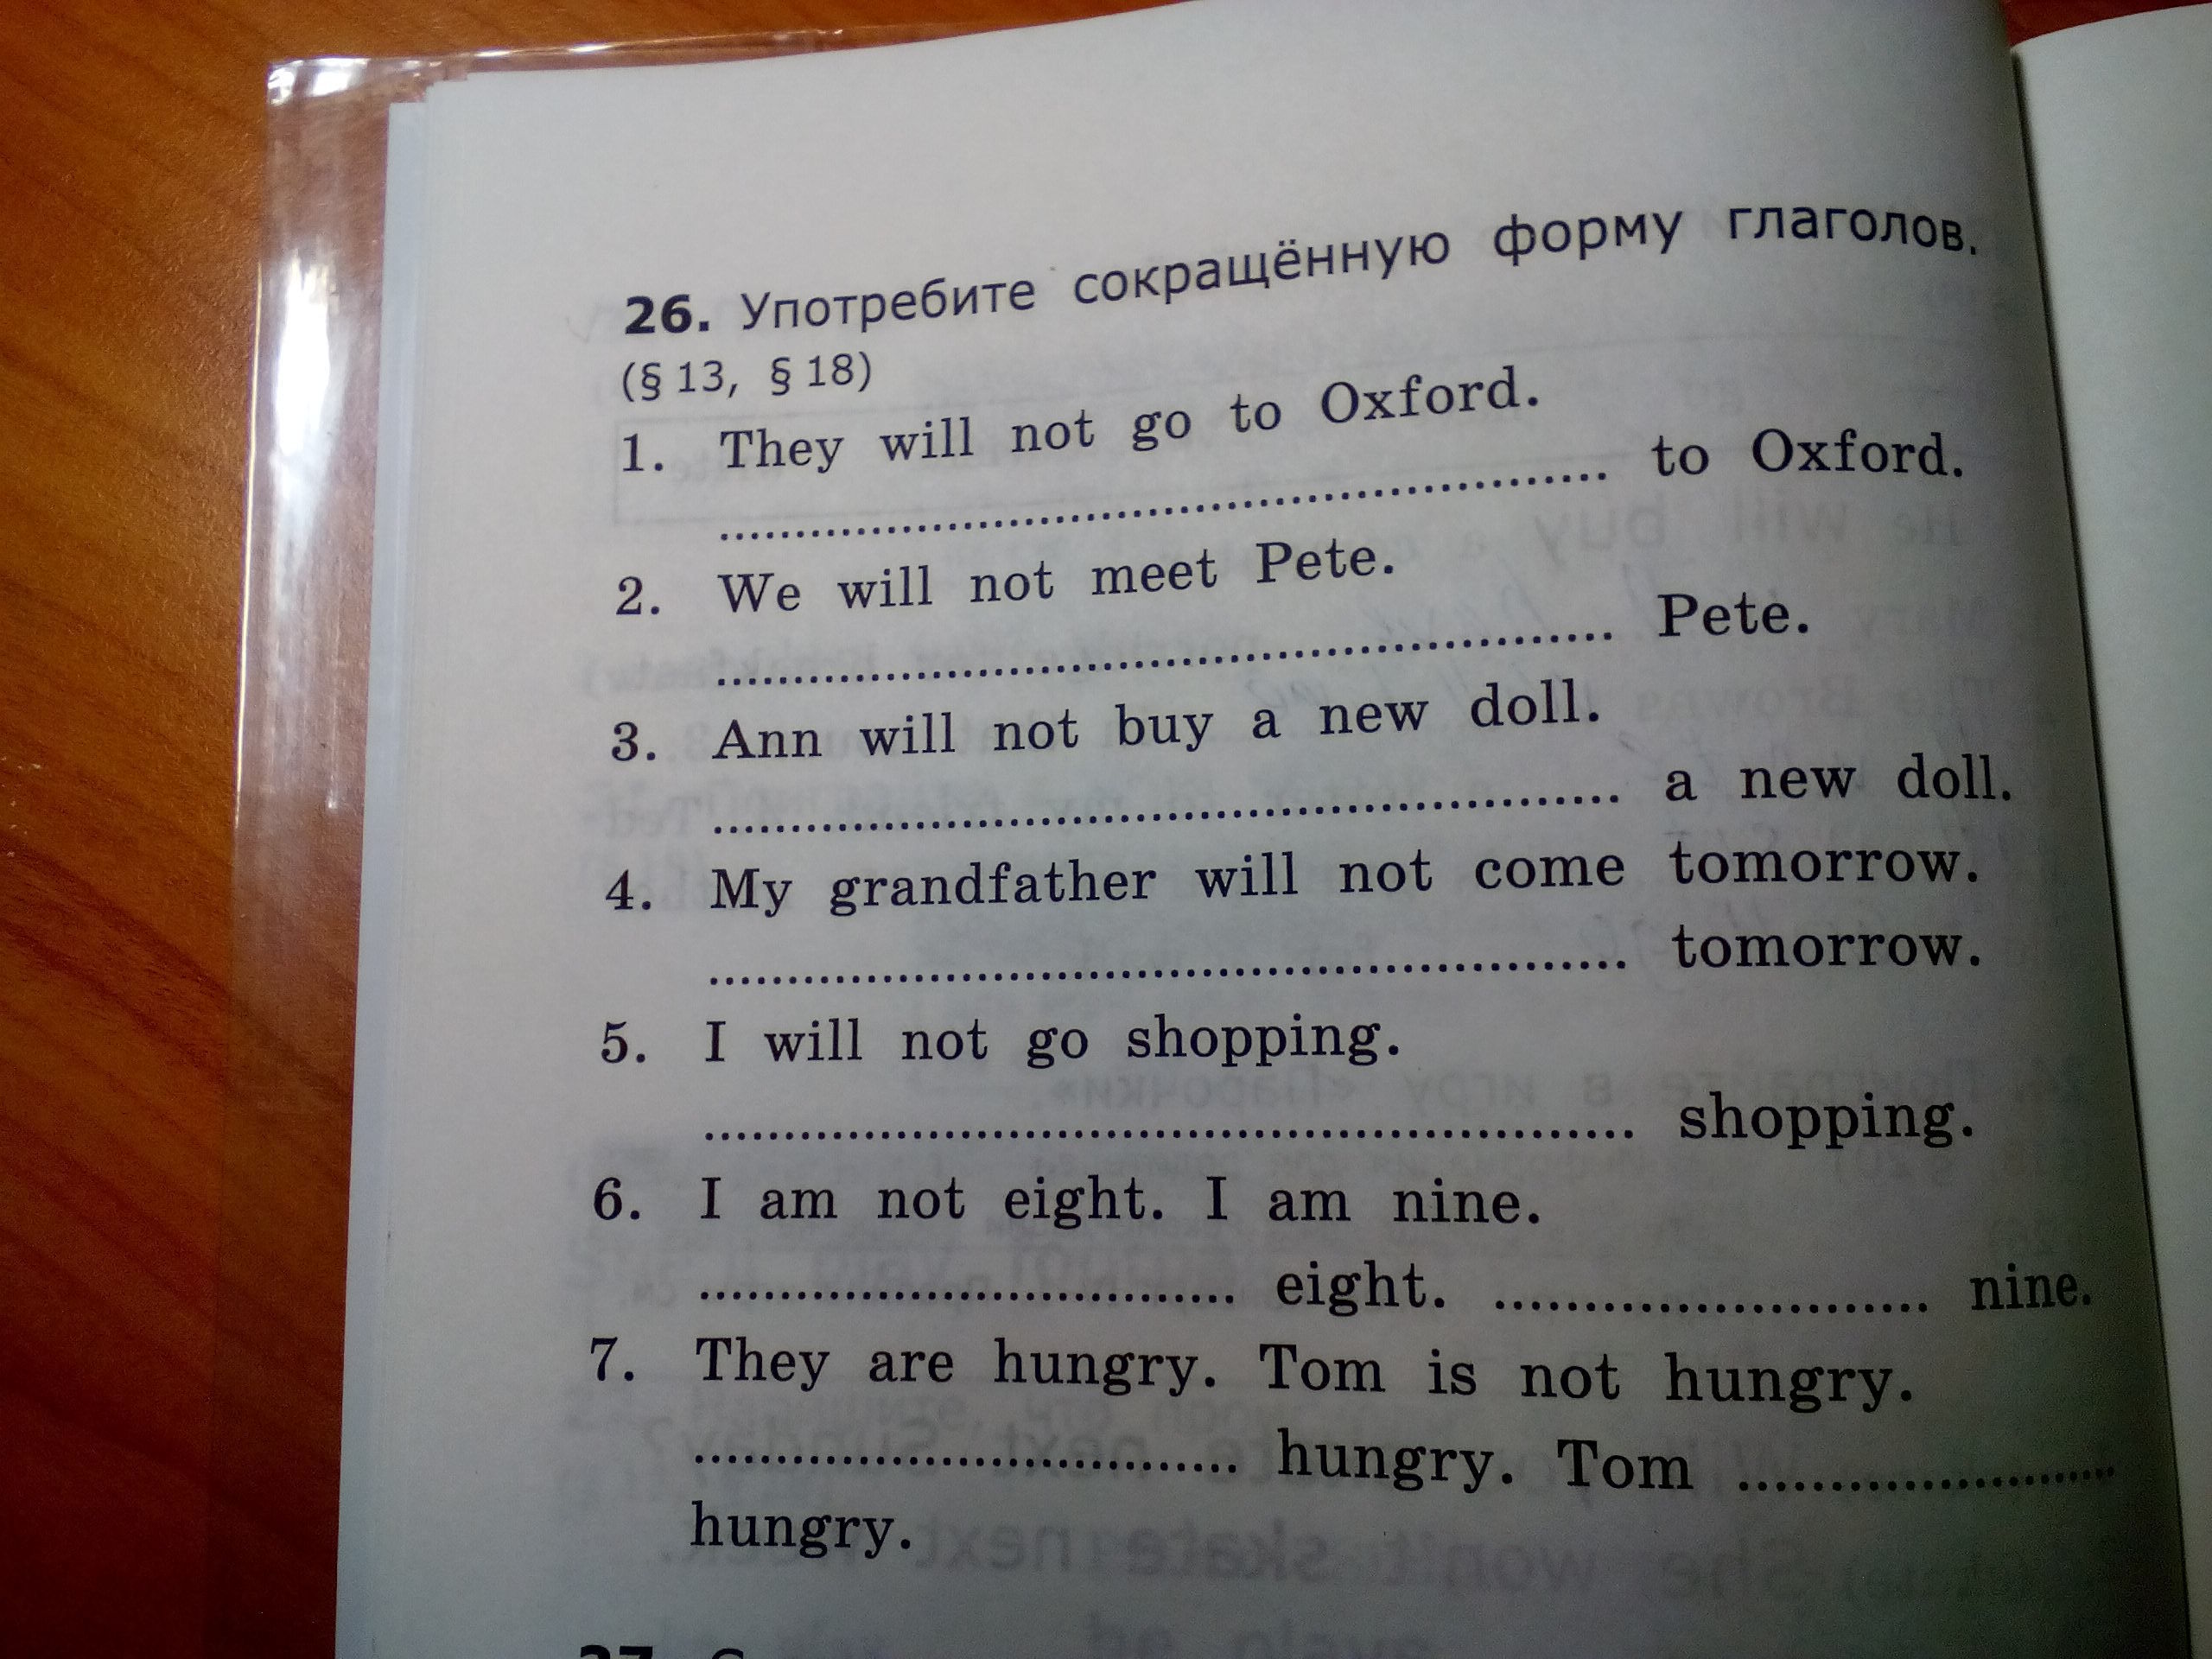 26. Употребите сокращённую форму глаголов.
(§ 13, § 18)
1. They will not go to Oxford.
........................................................ to Oxford.
2. We will not meet Pete.
........................................................ Pete.
3. Ann will not buy a new doll.
........................................................ a new doll.
4. My grandfather will not come tomorrow.
........................................................ tomorrow.
5. I will not go shopping.
........................................................ shopping.
6. I am not eight. I am nine.
................................. eight. .......................... nine.
7. They are hungry. Tom is not hungry.
................................. hungry. Tom .......................
hungry.